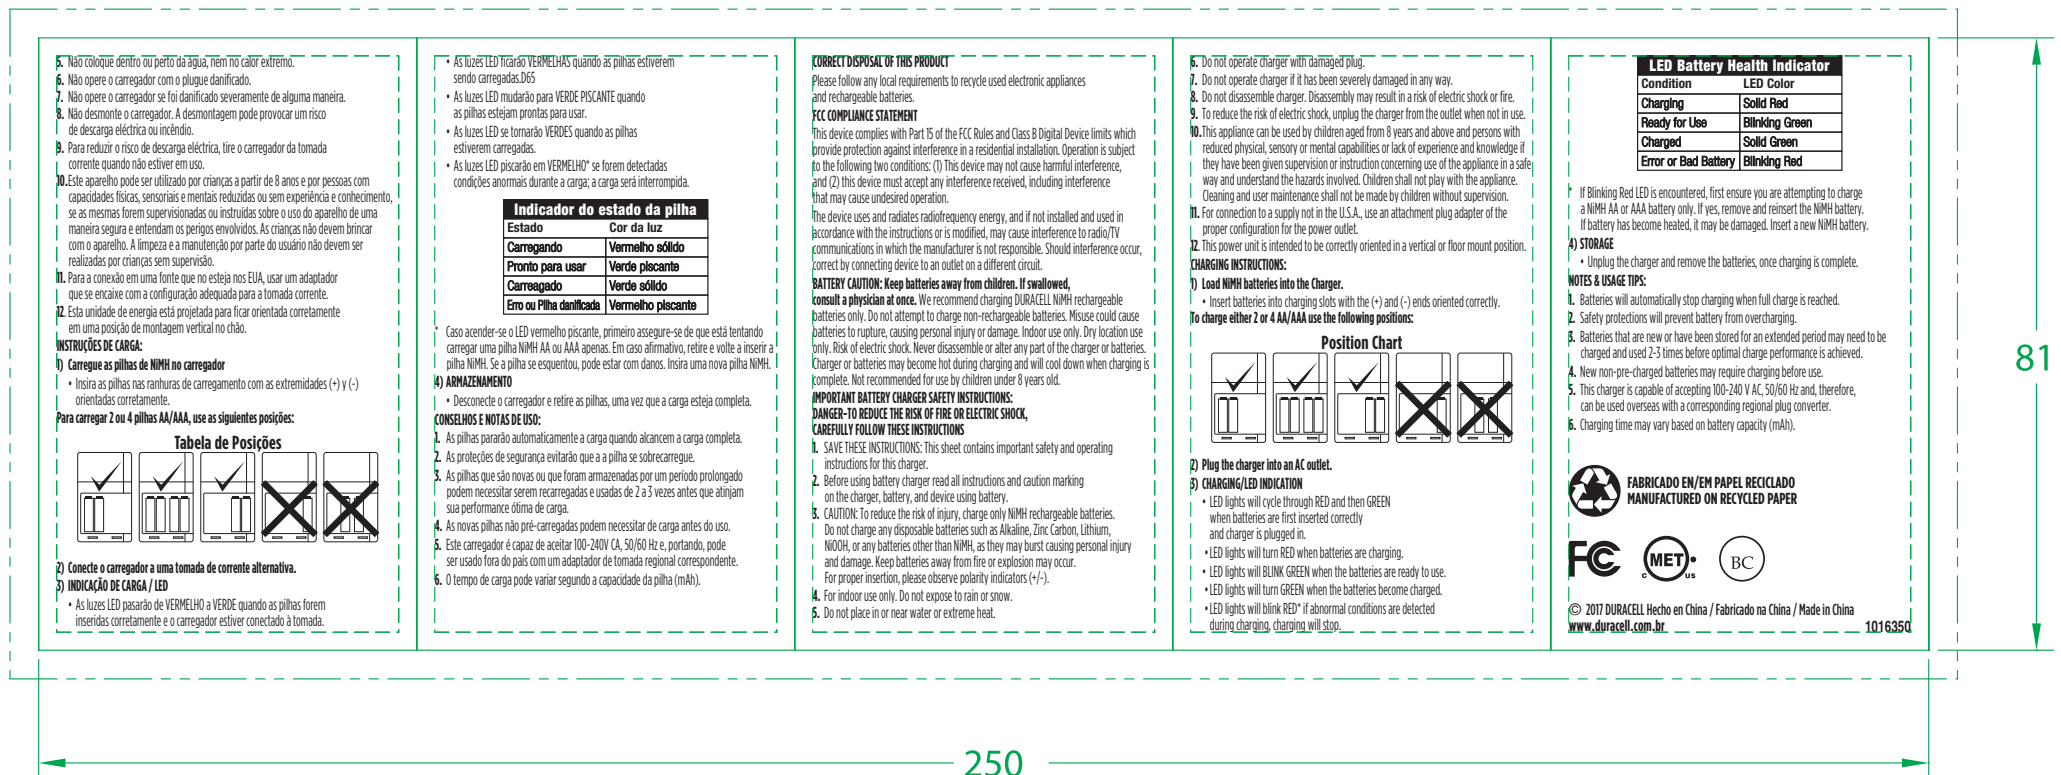 5. Não coloque dentro ou perto da água, nem no calor extremo.
6. Não opere o carregador com o plugue danificado.
7. Não opere o carregador se foi danificado severamente de alguma maneira.
8. Não desmonte o carregador. A desmontagem pode provocar um risco
de descarga eléctrica ou incêndio.
9. Para reduzir o risco de descarga eléctrica, tire o carregador da tomada
corrente quando não estiver em uso.
10. Este aparelho pode ser utilizado por crianças a partir de 8 anos e por pessoas com
capacidades físicas, sensoriais e mentais reduzidas ou sem experiência e conhecimento,
se as mesmas forem supervisionadas ou instruídas sobre o uso do aparelho de uma
maneira segura e entendam os perigos envolvidos. As crianças não devem brincar
com o aparelho. A limpeza e a manutenção por parte do usuário não devem ser
realizadas por crianças sem supervisão.
11. Para a conexão em uma fonte que no esteja nos EUA, usar um adaptador
que se encaixe com a configuração adequada para a tomada corrente.
12. Esta unidade de energia está projetada para ficar orientada corretamente
em uma posição de montagem vertical no chão.
INSTRUÇÕES DE CARGA:
1) Carregue as pilhas de NiMH no carregador
• Insira as pilhas nas ranhuras de carregamento com as extremidades (+) y (-)
orientadas corretamente.
Para carregar 2 ou 4 pilhas AA/AAA, use as siguientes posições:
Tabela de Posições
2) Conecte o carregador a uma tomada de corrente alternativa.
3) INDICAÇÃO DE CARGA / LED
• As luzes LED pasarão de VERMELHO a VERDE quando as pilhas forem
inseridas corretamente e o carregador estiver conectado à tomada.
• As luzes LED ficarão VERMELHAS quando as pilhas estiverem
sendo carregadas.D65
• As luzes LED mudarão para VERDE PISCANTE quando
as pilhas estejam prontas para usar.
• As luzes LED se tornarão VERDES quando as pilhas
estiverem carregadas.
• As luzes LED piscarão em VERMELHO* se forem detectadas
condições anormais durante a carga; a carga será interrompida.
Indicador do estado da pilha
Estado Cor da luz
Carregando Vermelho sólido
Pronto para usar Verde piscante
Carreagado Verde sólido
Erro ou Pilha danificada Vermelho piscante
* Caso acender-se o LED vermelho piscante, primeiro assegure-se de que está tentando
carregar uma pilha NiMH AA ou AAA apenas. Em caso afirmativo, retire e volte a inserir a
pilha NiMH. Se a pilha se esquentou, pode estar com danos. Insira uma nova pilha NiMH.
4) ARMAZENAMENTO
• Desconecte o carregador e retire as pilhas, uma vez que a carga esteja completa.
CONSELHOS E NOTAS DE USO:
1. As pilhas pararão automaticamente a carga quando alcancem a carga completa.
2. As proteções de segurança evitarão que a a pilha se sobrecarregue.
3. As pilhas que são novas ou que foram armazenadas por um período prolongado
podem necessitar serem recarregadas e usadas de 2 a 3 vezes antes que atinjam
sua performance ótima de carga.
4. As novas pilhas não pré-carregadas podem necessitar de carga antes do uso.
5. Este carregador é capaz de aceitar 100-240V CA, 50/60 Hz e, portando, pode
ser usado fora do país com um adaptador de tomada regional correspondente.
6. O tempo de carga pode variar segundo a capacidade da pilha (mAh).
CORRECT DISPOSAL OF THIS PRODUCT
Please follow any local requirements to recycle used electronic appliances
and rechargeable batteries.
FCC COMPLIANCE STATEMENT
This device complies with Part 15 of the FCC Rules and Class B Digital Device limits which
provide protection against interference in a residential installation. Operation is subject
to the following two conditions: (1) This device may not cause harmful interference,
and (2) this device must accept any interference received, including interference
that may cause undesired operation.
The device uses and radiates radiofrequency energy, and if not installed and used in
accordance with the instructions or is modified, may cause interference to radio/TV
communications in which the manufacturer is not responsible. Should interference occur,
correct by connecting device to an outlet on a different circuit.
BATTERY CAUTION: Keep batteries away from children. If swallowed,
consult a physician at once. We recommend charging DURACELL NiMH rechargeable
batteries only. Do not attempt to charge non-rechargeable batteries. Misuse could cause
batteries to rupture, causing personal injury or damage. Indoor use only. Dry location use
only. Risk of electric shock. Never disassemble or alter any part of the charger or batteries.
Charger or batteries may become hot during charging and will cool down when charging is
complete. Not recommended for use by children under 8 years old.
IMPORTANT BATTERY CHARGER SAFETY INSTRUCTIONS:
DANGER-TO REDUCE THE RISK OF FIRE OR ELECTRIC SHOCK,
CAREFULLY FOLLOW THESE INSTRUCTIONS
1. SAVE THESE INSTRUCTIONS: This sheet contains important safety and operating
instructions for this charger.
2. Before using battery charger read all instructions and caution marking
on the charger, battery, and device using battery.
3. CAUTION: To reduce the risk of injury, charge only NiMH rechargeable batteries.
Do not charge any disposable batteries such as Alkaline, Zinc Carbon, Lithium,
NiOOH, or any batteries other than NiMH, as they may burst causing personal injury
and damage. Keep batteries away from fire or explosion may occur.
For proper insertion, please observe polarity indicators (+/-).
4. For indoor use only. Do not expose to rain or snow.
5. Do not place in or near water or extreme heat.
6. Do not operate charger with damaged plug.
7. Do not operate charger if it has been severely damaged in any way.
8. Do not disassemble charger. Disassembly may result in a risk of electric shock or fire.
9. To reduce the risk of electric shock, unplug the charger from the outlet when not in use.
10. This appliance can be used by children aged from 8 years and above and persons with
reduced physical, sensory or mental capabilities or lack of experience and knowledge if
they have been given supervision or instruction concerning use of the appliance in a safe
way and understand the hazards involved. Children shall not play with the appliance.
Cleaning and user maintenance shall not be made by children without supervision.
11. For connection to a supply not in the U.S.A., use an attachment plug adapter of the
proper configuration for the power outlet.
12. This power unit is intended to be correctly oriented in a vertical or floor mount position.
CHARGING INSTRUCTIONS:
1) Load NiMH batteries into the Charger.
• Insert batteries into charging slots with the (+) and (-) ends oriented correctly.
To charge either 2 or 4 AA/AAA use the following positions:
Position Chart
2) Plug the charger into an AC outlet.
3) CHARGING/LED INDICATION
• LED lights will cycle through RED and then GREEN
when batteries are first inserted correctly
and charger is plugged in.
• LED lights will turn RED when batteries are charging.
• LED lights will BLINK GREEN when the batteries are ready to use.
• LED lights will turn GREEN when the batteries become charged.
• LED lights will blink RED* if abnormal conditions are detected
during charging, charging will stop.
LED Battery Health Indicator
Condition LED Color
Charging Solid Red
Ready for Use Blinking Green
Charged Solid Green
Error or Bad Battery Blinking Red
* If Blinking Red LED is encountered, first ensure you are attempting to charge
a NiMH AA or AAA battery only. If yes, remove and reinsert the NiMH battery.
If battery has become heated, it may be damaged. Insert a new NiMH battery.
4) STORAGE
• Unplug the charger and remove the batteries, once charging is complete.
NOTES & USAGE TIPS:
1. Batteries will automatically stop charging when full charge is reached.
2. Safety protections will prevent battery from overcharging.
3. Batteries that are new or have been stored for an extended period may need to be
charged and used 2-3 times before optimal charge performance is achieved.
4. New non-pre-charged batteries may require charging before use.
5. This charger is capable of accepting 100-240 V AC, 50/60 Hz and, therefore,
can be used overseas with a corresponding regional plug converter.
6. Charging time may vary based on battery capacity (mAh).
FABRICADO EN/EM PAPEL RECICLADO
MANUFACTURED ON RECYCLED PAPER
FC
C MET US
BC
© 2017 DURACELL Hecho en China / Fabricado na China / Made in China
www.duracell.com.br 1016350
81
250